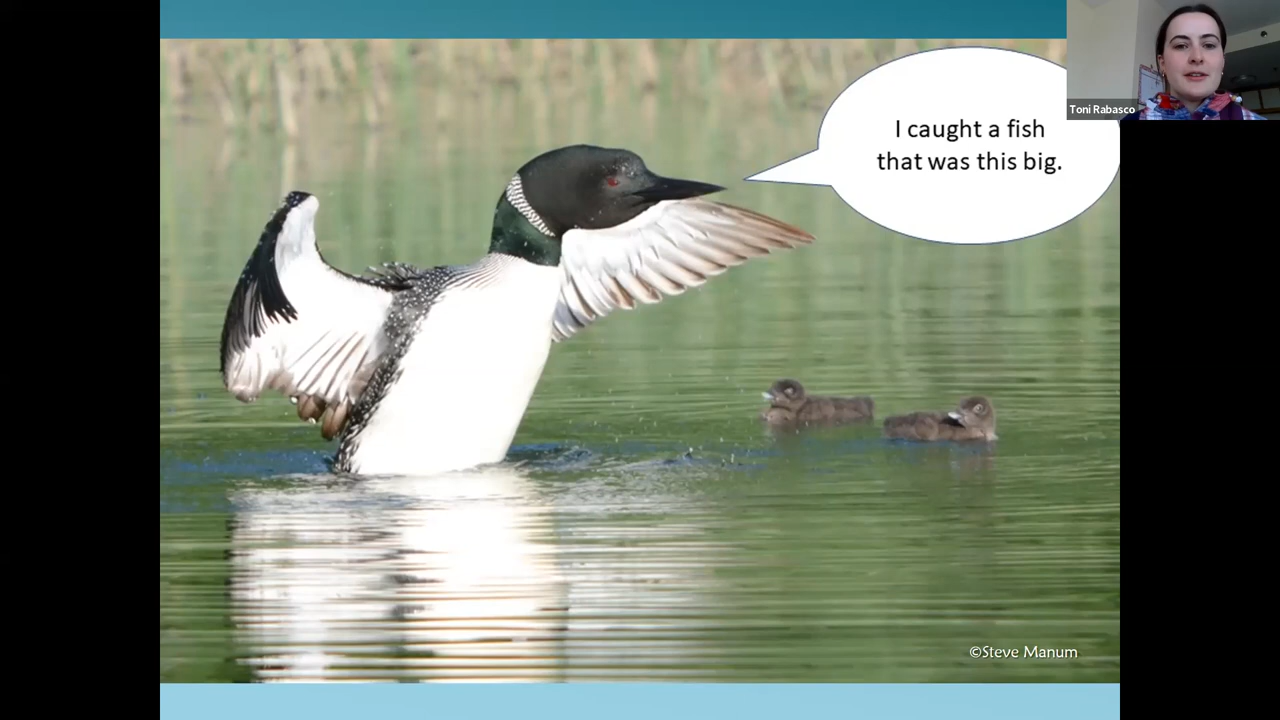 I caught a fish
that was this big.
Toni Rabasco
©Steve Manum